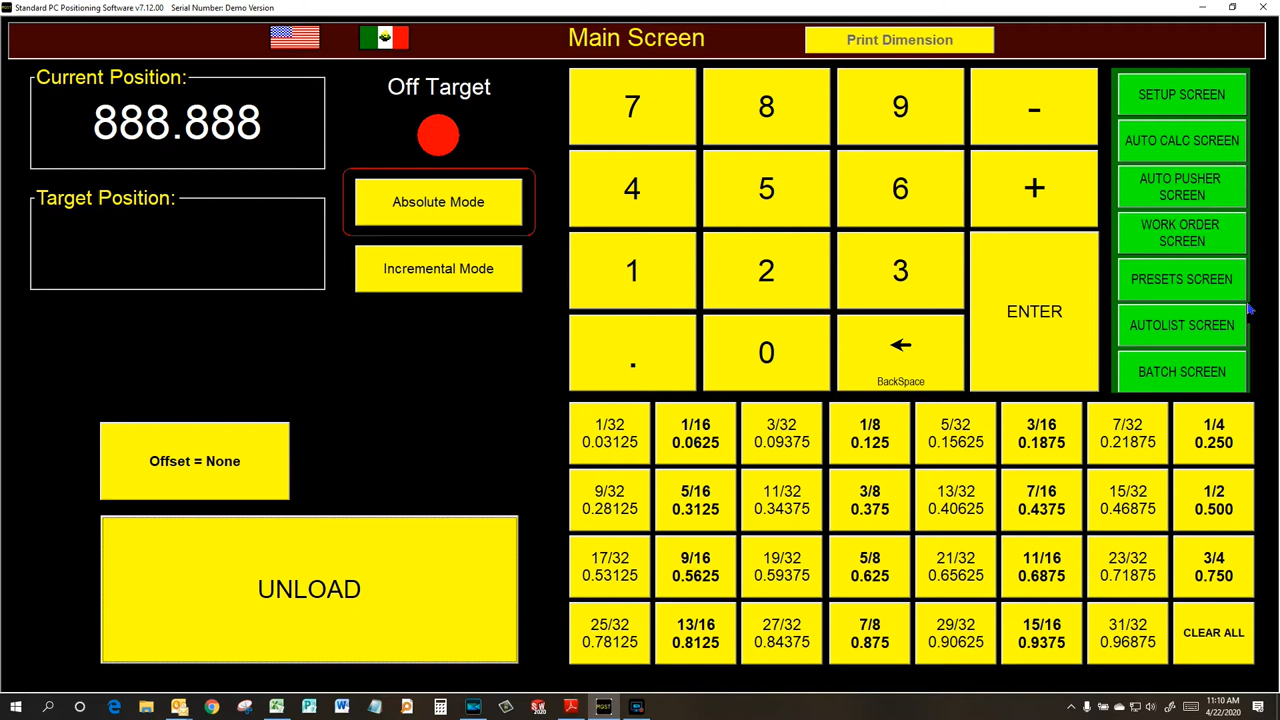 Standard PC Positioning Software v7.12.00 Serial Number: Demo Version
Main Screen
Print Dimension
Current Position:
888.888
Target Position:
Off Target
Absolute Mode
Incremental Mode
Offset = None
UNLOAD
7 8 9 -
4 5 6 +
1 2 3
ENTER
. 0
BackSpace
SETUP SCREEN
AUTO CALC SCREEN
AUTO PUSHER
SCREEN
WORK ORDER
SCREEN
PRESETS SCREEN
AUTOLIST SCREEN
BATCH SCREEN
1/32 1/16 3/32 1/8 5/32 3/16 7/32 1/4
0.03125 0.0625 0.09375 0.125 0.15625 0.1875 0.21875 0.250
9/32 5/16 11/32 3/8 13/32 7/16 15/32 1/2
0.28125 0.3125 0.34375 0.375 0.40625 0.4375 0.46875 0.500
17/32 9/16 19/32 5/8 21/32 11/16 23/32 3/4
0.53125 0.5625 0.59375 0.625 0.65625 0.6875 0.71875 0.750
25/32 13/16 27/32 7/8 29/32 15/16 31/32
0.78125 0.8125 0.84375 0.875 0.90625 0.9375 0.96875
CLEAR ALL
11:10 AM
4/22/2020